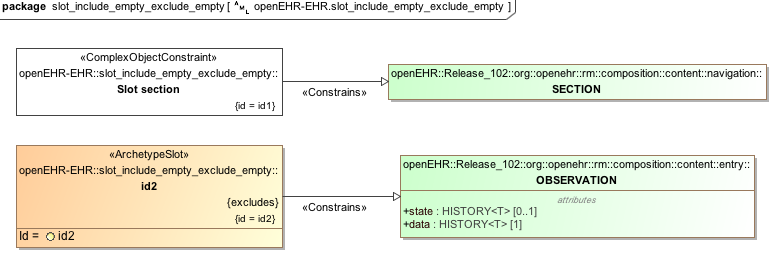 package slot_include_empty_exclude_empty [ AML openEHR-EHR.slot_include_empty_exclude_empty ]
«ComplexObjectConstraint»
openEHR-EHR::slot_include_empty_exclude_empty::
Slot section
{id = id1}
«Constrains»
openEHR::Release_102::org::openehr::rm::composition::content::navigation::
SECTION
«ArchetypeSlot»
openEHR-EHR::slot_include_empty_exclude_empty::
id2
{excludes}
{id = id2}
Id = id2
«Constrains»
openEHR::Release_102::org::openehr::rm::composition::content::entry::
OBSERVATION
attributes
+state : HISTORY<T> [0..1]
+data : HISTORY<T> [1]